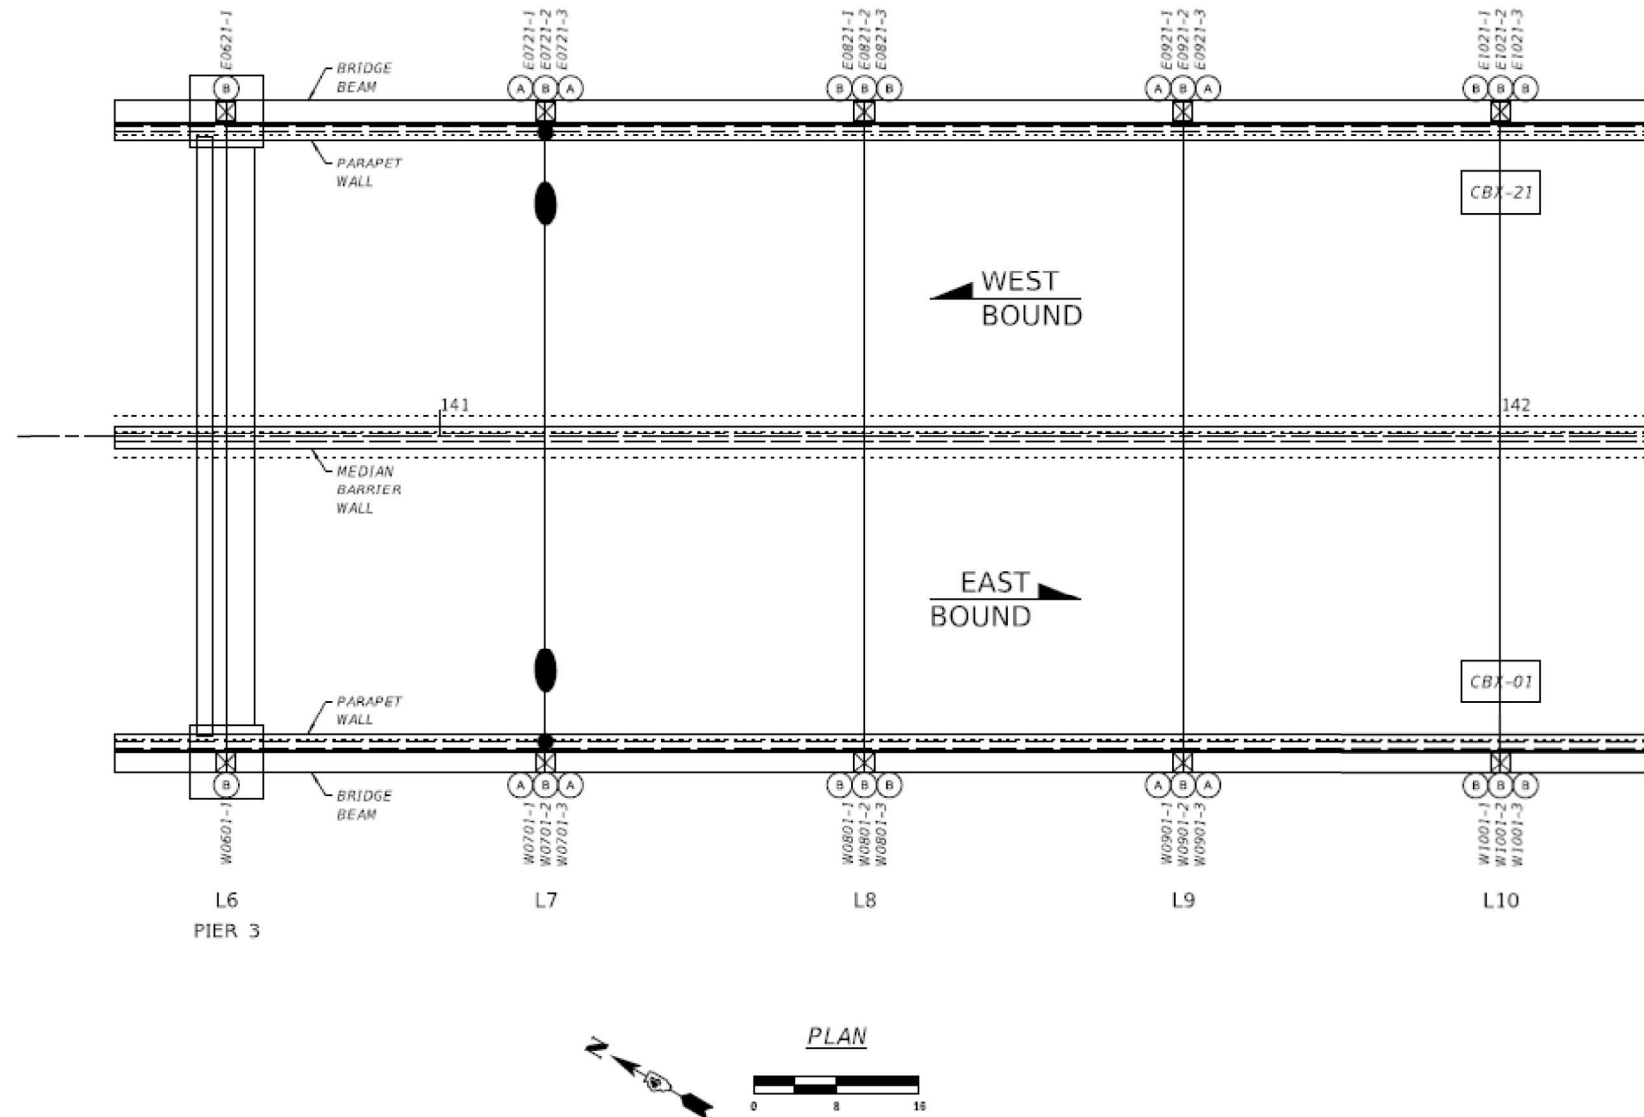 E0621-1
E0721-1
E0721-2
E0721-3
E0821-1
E0821-2
E0821-3
E0921-1
E0921-2
E0921-3
E1021-1
E1021-2
E1021-3
B
A B A
B B B
A B A
B B B
BRIDGE
BEAM
PARAPET
WALL
CBX-21
WEST
BOUND
141
142
MEDIAN
BARRIER
WALL
EAST
BOUND
CBX-01
PARAPET
WALL
BRIDGE
BEAM
B
A B A
B B B
A B A
B B B
W0601-1
W0701-1
W0701-2
W0701-3
W0801-1
W0801-2
W0801-3
W0901-1
W0901-2
W0901-3
W1001-1
W1001-2
W1001-3
L6
L7
L8
L9
L10
PIER 3
PLAN
N
0 8 16